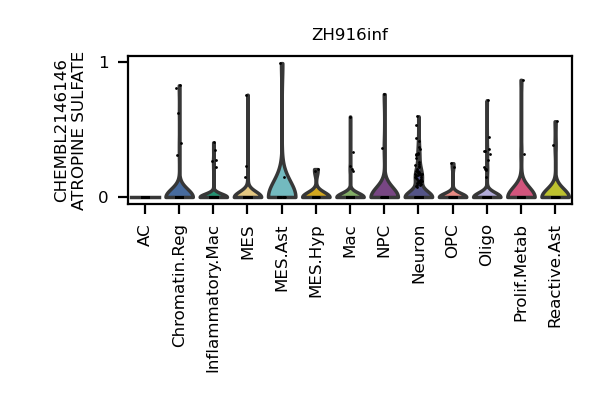 ZH916inf
CHEMBL2146146
ATROPINE SULFATE
1
0
AC
Chromatin.Reg
Inflammatory.Mac
MES
MES.Ast
MES.Hyp
Mac
NPC
Neuron
OPC
Oligo
Prolif.Metab
Reactive.Ast